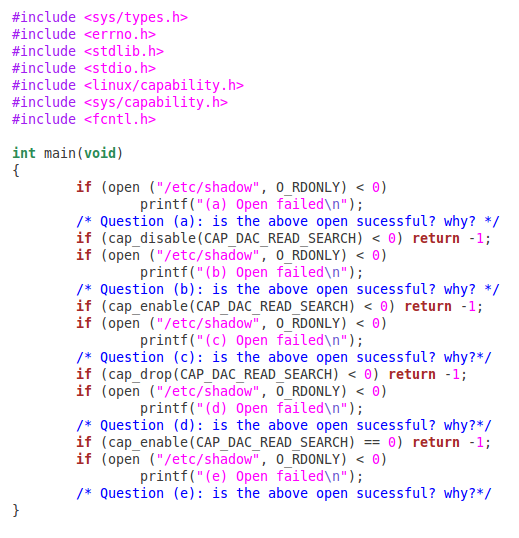 #include <sys/types.h>
#include <errno.h>
#include <stdlib.h>
#include <stdio.h>
#include <linux/capability.h>
#include <sys/capability.h>
#include <fcntl.h>

int main(void)
{
        if (open ("/etc/shadow", O_RDONLY) < 0)
                printf("(a) Open failed\n");
        /* Question (a): is the above open sucessful? why? */
        if (cap_disable(CAP_DAC_READ_SEARCH) < 0) return -1;
        if (open ("/etc/shadow", O_RDONLY) < 0)
                printf("(b) Open failed\n");
        /* Question (b): is the above open sucessful? why? */
        if (cap_enable(CAP_DAC_READ_SEARCH) < 0) return -1;
        if (open ("/etc/shadow", O_RDONLY) < 0)
                printf("(c) Open failed\n");
        /* Question (c): is the above open sucessful? why?*/
        if (cap_drop(CAP_DAC_READ_SEARCH) < 0) return -1;
        if (open ("/etc/shadow", O_RDONLY) < 0)
                printf("(d) Open failed\n");
        /* Question (d): is the above open sucessful? why?*/
        if (cap_enable(CAP_DAC_READ_SEARCH) == 0) return -1;
        if (open ("/etc/shadow", O_RDONLY) < 0)
                printf("(e) Open failed\n");
        /* Question (e): is the above open sucessful? why?*/
}